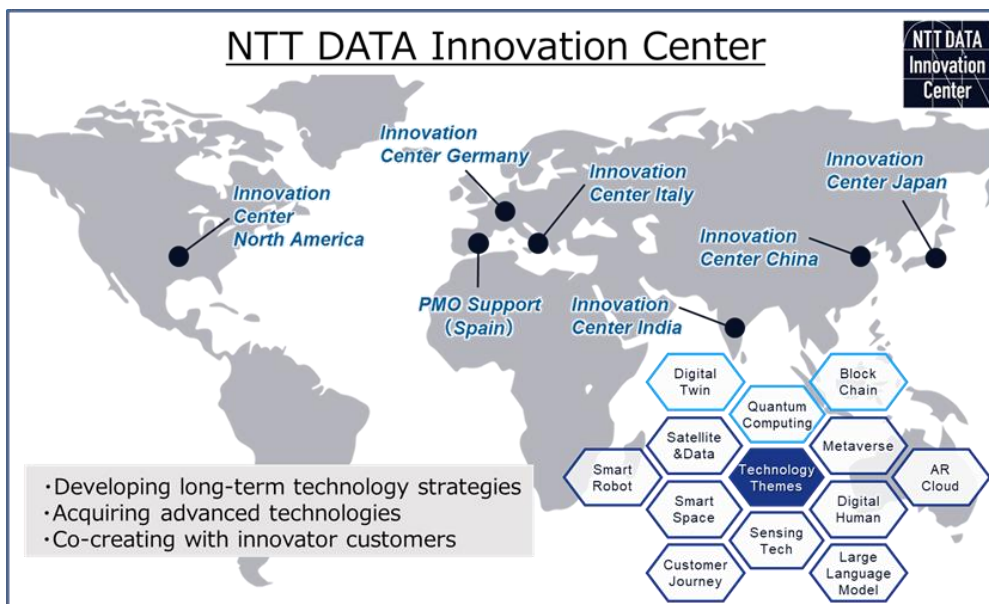 NTT DATA Innovation Center
NTT DATA
Innovation
Center
Innovation
Center Germany
Innovation
Center Italy
Innovation
Center Japan
Innovation
Center
North America
Innovation
Center China
PMO Support
(Spain）
Innovation
Center India
Digital
Twin
Block
Chain
Quantum
Computing
Satellite
&Data
Metaverse
Smart
Robot
Technology
Themes
AR
Cloud
Smart
Space
Digital
Human
Sensing
Tech
Customer
Journey
Large
Language
Model
・Developing long-term technology strategies
・Acquiring advanced technologies
・Co-creating with innovator customers